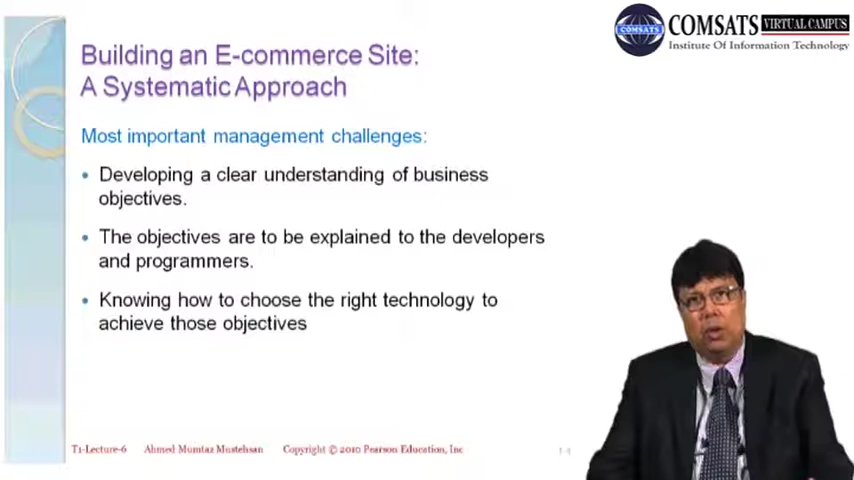 COMSATS
COMSATS
VIRTUAL CAMPUS
Institute Of Information Technology
Building an E-commerce Site:
A Systematic Approach
Most important management challenges:
• Developing a clear understanding of business
objectives.
• The objectives are to be explained to the developers
and programmers.
• Knowing how to choose the right technology to
achieve those objectives
T1-Lecture-6 Ahmed Mumtaz Mustehsan Copyright © 2010 Pearson Education, Inc